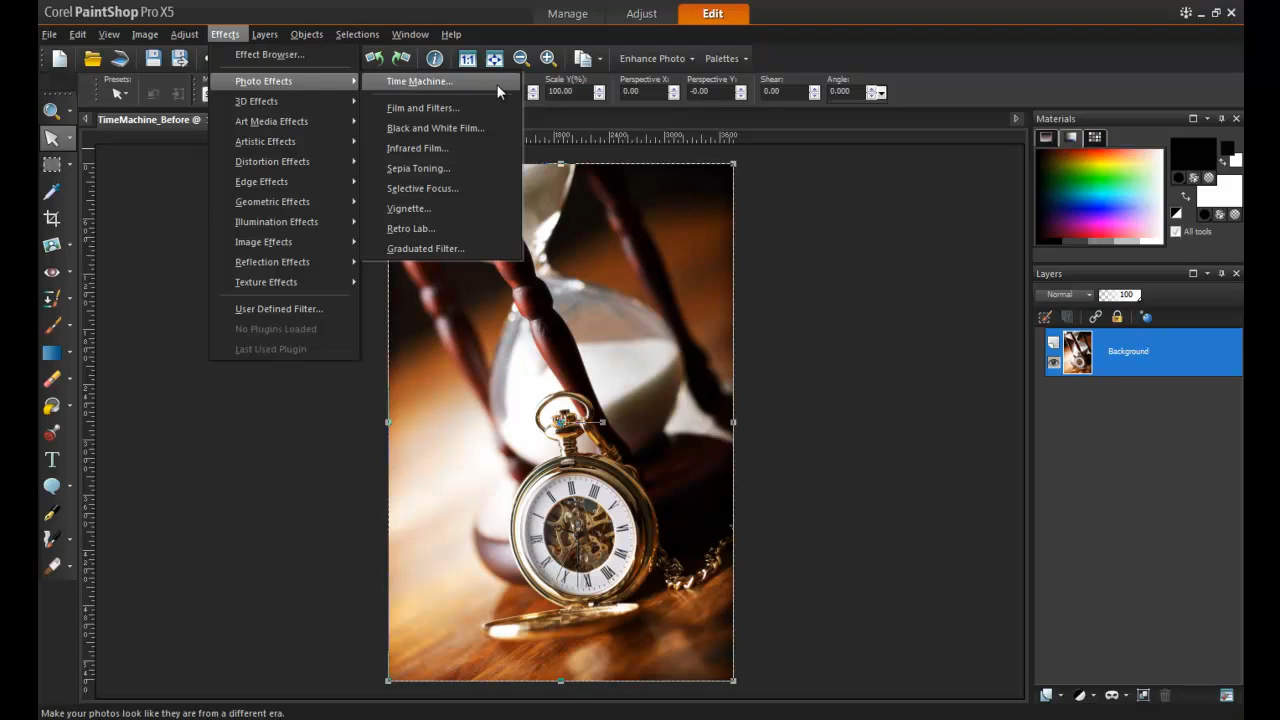 Corel PaintShop Pro X5
Manage
Adjust
Edit
File
Edit
View
Image
Adjust
Effects
Layers
Objects
Selections
Window
Help
Enhance Photo
Palettes
Presets:
Scale Y(%):
Perspective X:
Perspective Y:
Shear:
Angle:
100.00
0.00
-0.00
0.00
0.000
Effect Browser...
Photo Effects
3D Effects
Art Media Effects
Artistic Effects
Distortion Effects
Edge Effects
Geometric Effects
Illumination Effects
Image Effects
Reflection Effects
Texture Effects
User Defined Filter...
No Plugins Loaded
Last Used Plugin
Time Machine...
Film and Filters...
Black and White Film...
Infrared Film...
Sepia Toning...
Selective Focus...
Vignette...
Retro Lab...
Graduated Filter...
TimeMachine_Before @
1800
2400
3000
3600
Materials
All tools
Layers
Normal
100
Background
Make your photos look like they are from a different era.